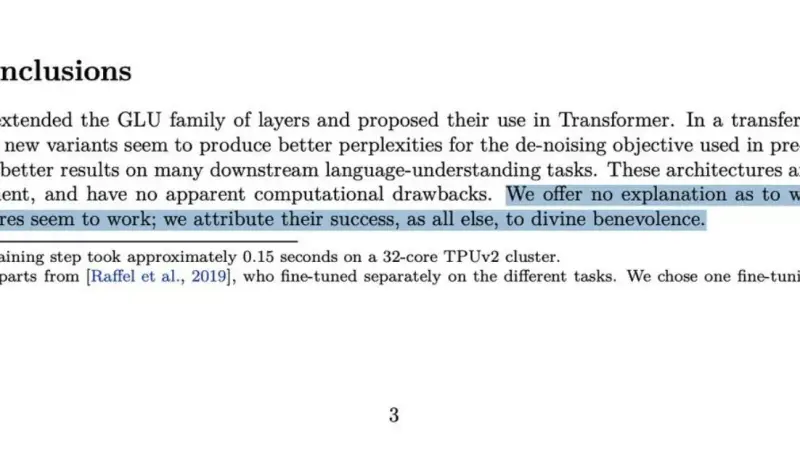 nclusions
extended the GLU family of layers and proposed their use in Transformer. In a transfer
new variants seem to produce better perplexities for the de-noising objective used in pre-
better results on many downstream language-understanding tasks. These architectures a
nent, and have no apparent computational drawbacks. We offer no explanation as to w
res seem to work; we attribute their success, as all else, to divine benevolence.
aining step took approximately 0.15 seconds on a 32-core TPUv2 cluster.
parts from [Raffel et al., 2019], who fine-tuned separately on the different tasks. We chose one fine-tuni
3